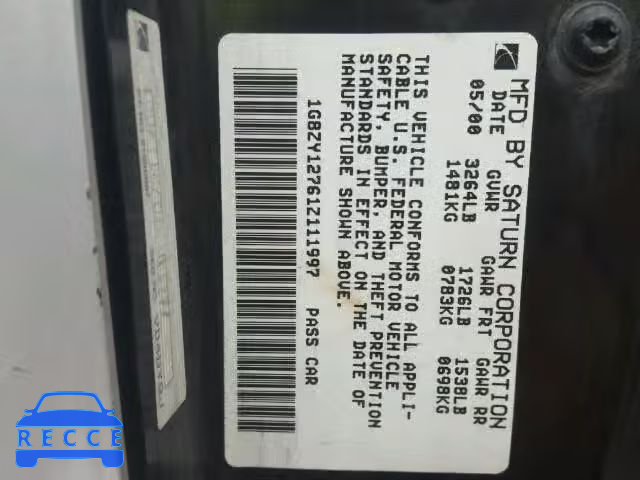 MFD BY SATURN CORPORATION
DATE GVWR GAWR FRT GAWR RR
05/00 3264LB 1726LB 1538LB
1481KG 0783KG 0698KG
THIS VEHICLE CONFORMS TO ALL APPLI-
CABLE U.S. FEDERAL MOTOR VEHICLE
SAFETY, BUMPER, AND THEFT PREVENTION
STANDARDS IN EFFECT ON THE DATE OF
MANUFACTURE SHOWN ABOVE.
1G8ZY12761Z111997 PASS CAR
RECCE